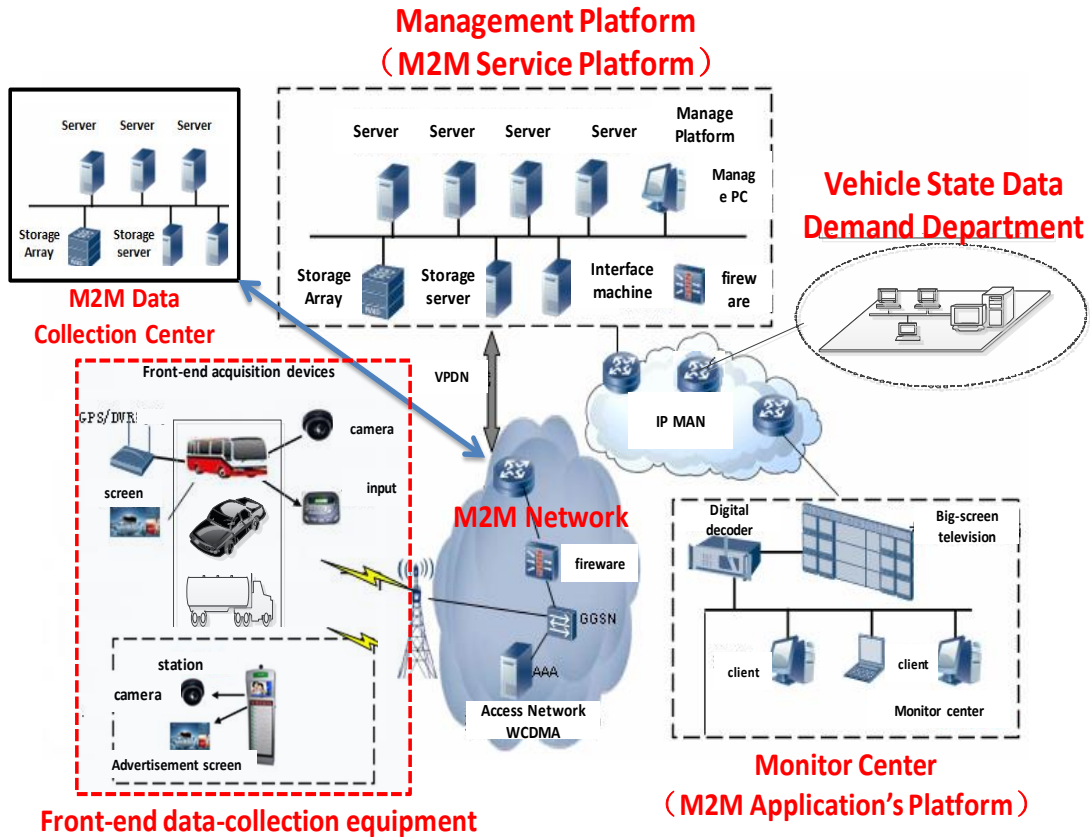 Management Platform
（M2M Service Platform）
Server Server Server
Storage
Array
Storage
server
M2M Data
Collection Center
Server Server Server Server
Manage
Platform
Manag
e PC
Storage
Array
Storage
server
Interface
machine
firew
are
Vehicle State Data
Demand Department
VPDN
IP MAN
Front-end acquisition devices
GPS/DVR
camera
screen
input
station
camera
Advertisement screen
Front-end data-collection equipment
M2M Network
fireware
GGSN
AAA
Access Network
WCDMA
Digital
decoder
Big-screen
television
client
client
Monitor center
Monitor Center
（M2M Application's Platform）